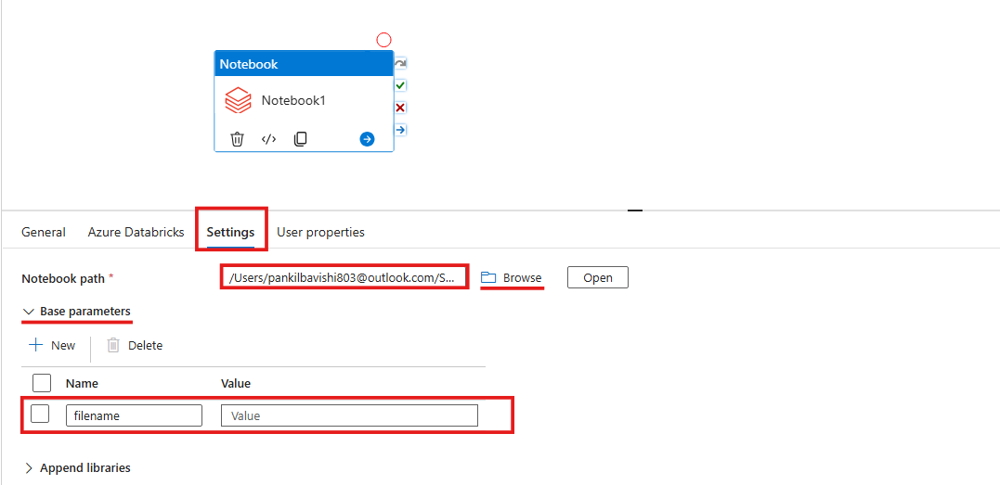 Notebook
Notebook1
General Azure Databricks Settings User properties
Notebook path * /Users/pankilbavishi803@outlook.com/S... Browse Open
Base parameters
New Delete
Name Value
filename Value
Append libraries